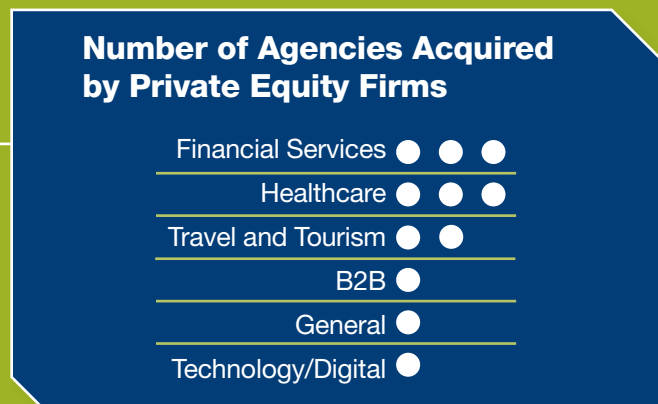 Number of Agencies Acquired
by Private Equity Firms
Financial Services
Healthcare
Travel and Tourism
B2B
General
Technology/Digital